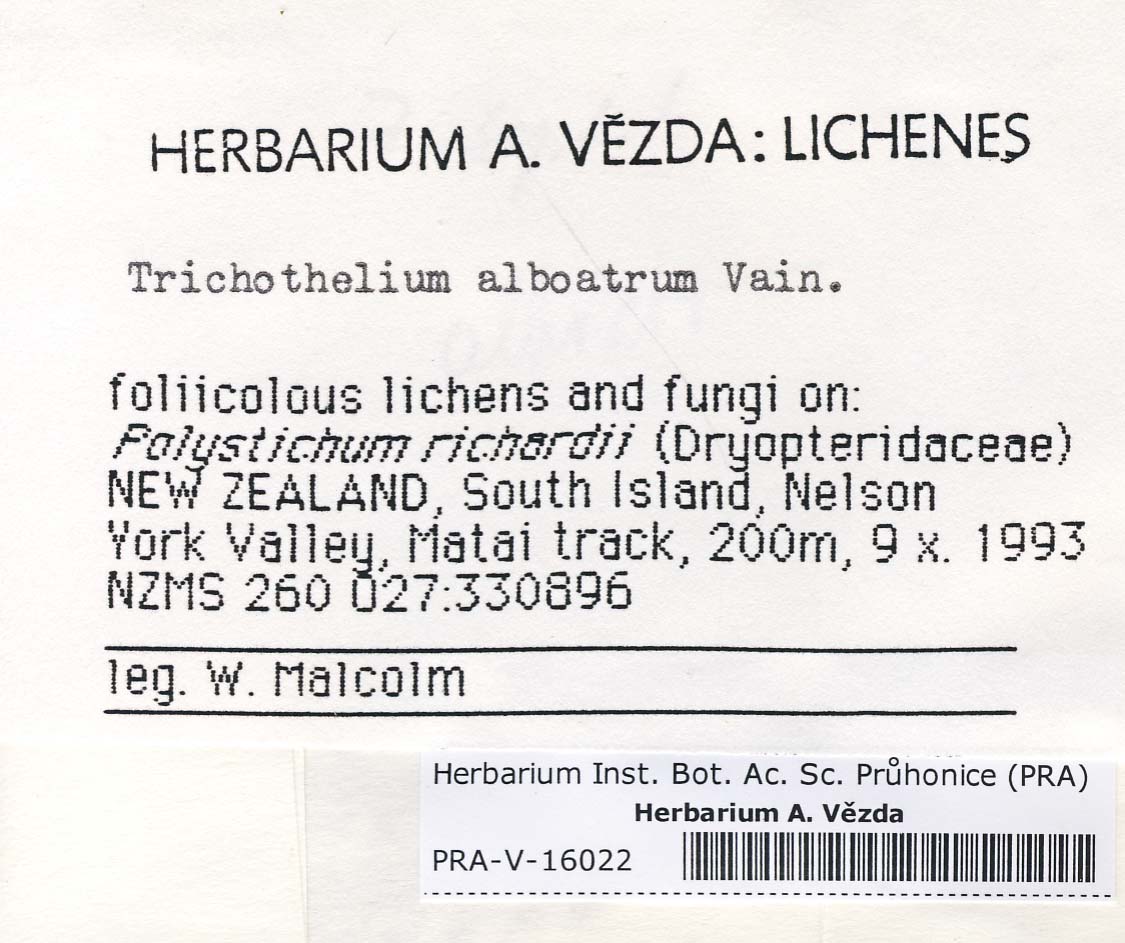 HERBARIUM A. VĚZDA: LICHENES
Trichothelium alboatrum Vain.
foliicolous lichens and fungi on:
Polystichum richardii (Dryopteridaceae)
NEW ZEALAND, South Island, Nelson
York Valley, Matai track, 200m, 9 x. 1993
NZMS 260 027:330896
leg. W. Malcolm
Herbarium Inst. Bot. Ac. Sc. Průhonice (PRA)
Herbarium A. Vězda
PRA-V-16022